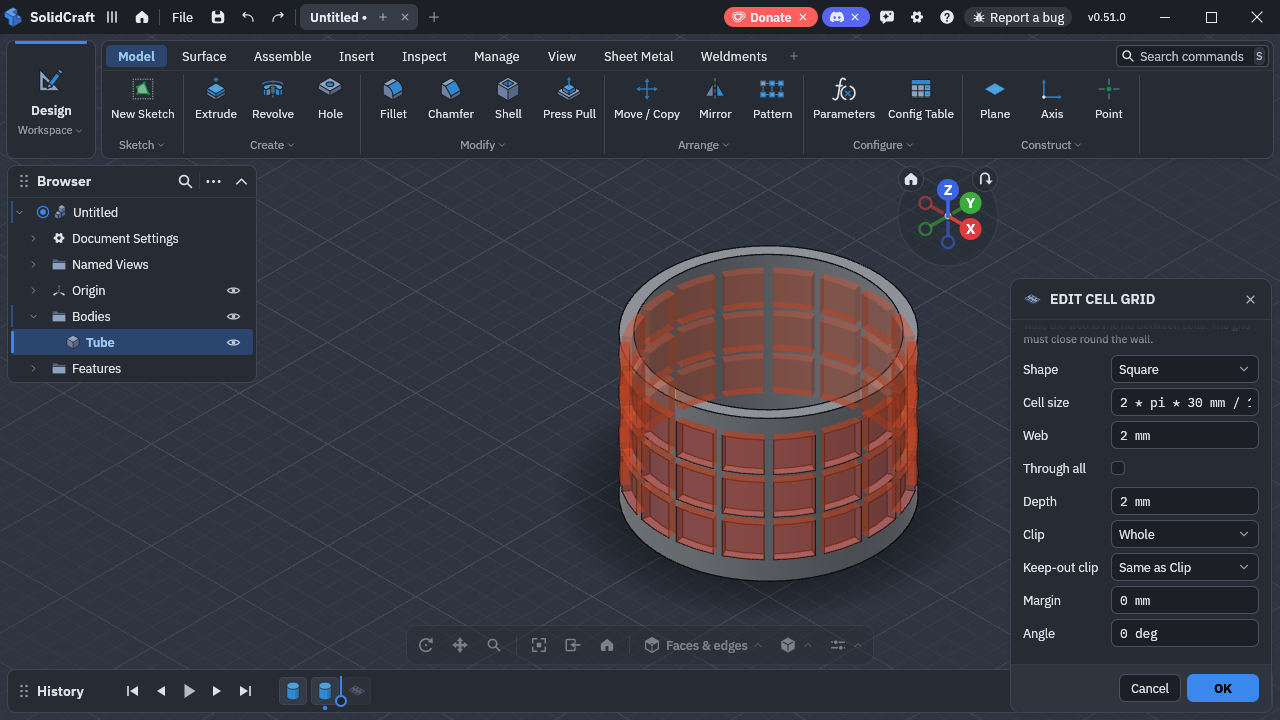 SolidCraft
File
Untitled •
Donate
Report a bug
v0.51.0
Design
Workspace
Model
Surface
Assemble
Insert
Inspect
Manage
View
Sheet Metal
Weldments
Search commands
S
New Sketch
Extrude
Revolve
Hole
Fillet
Chamfer
Shell
Press Pull
Move / Copy
Mirror
Pattern
Parameters
Config Table
Plane
Axis
Point
Sketch
Create
Modify
Arrange
Configure
Construct
Browser
Untitled
Document Settings
Named Views
Origin
Bodies
Tube
Features
Z
Y
X
EDIT CELL GRID
must close round the wall.
Shape
Square
Cell size
2 * pi * 30 mm /
Web
2 mm
Through all
Depth
2 mm
Clip
Whole
Keep-out clip
Same as Clip
Margin
0 mm
Angle
0 deg
Cancel
OK
Faces & edges
History